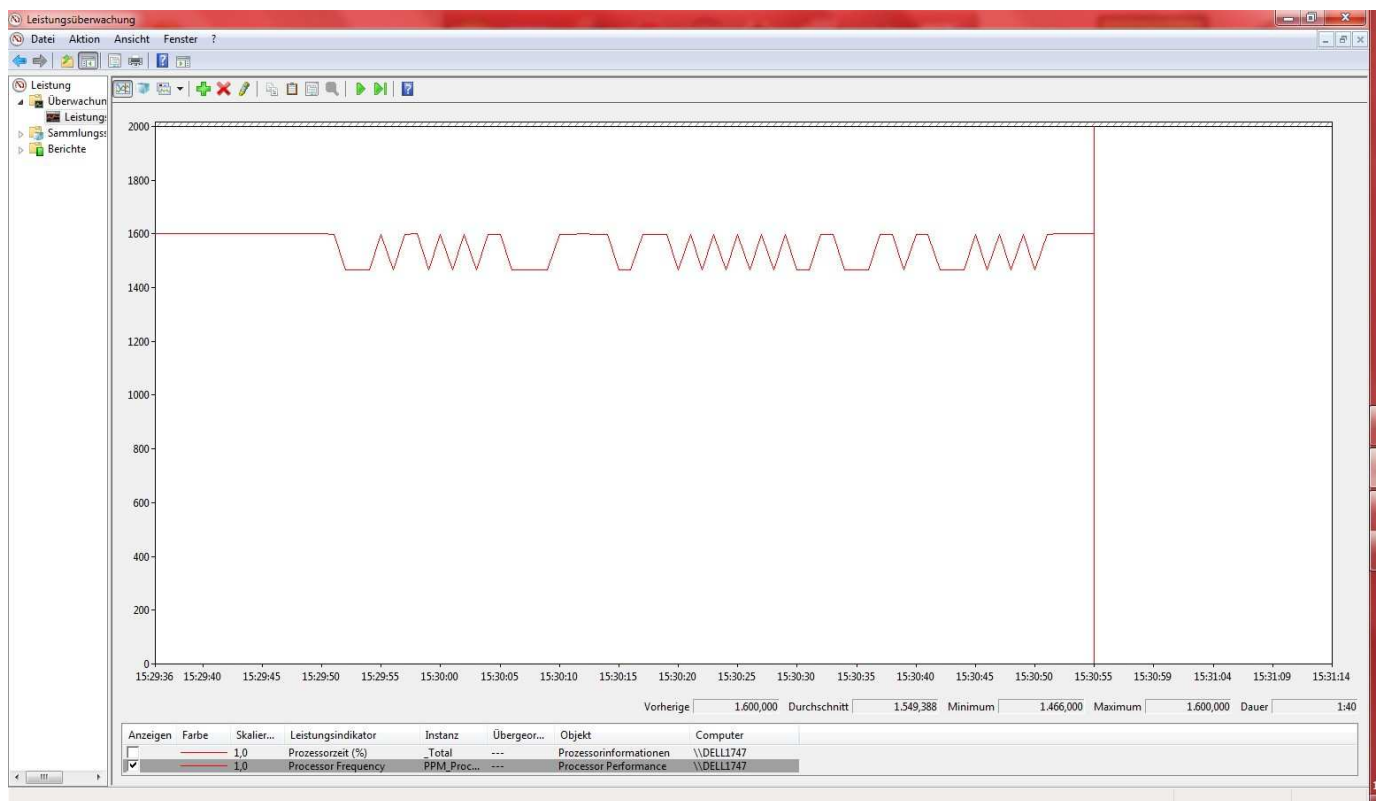 Leistungsüberwachung
Datei Aktion Ansicht Fenster ?
Leistung
Überwachun
Leistung:
Sammlungss
Berichte
2000
1800
1600
1400
1200
1000
800
600
400
200
0
15:29:36 15:29:40 15:29:45 15:29:50 15:29:55 15:30:00 15:30:05 15:30:10 15:30:15 15:30:20 15:30:25 15:30:30 15:30:35 15:30:40 15:30:45 15:30:50 15:30:55 15:30:59 15:31:04 15:31:09 15:31:14
Vorherige 1.600,000 Durchschnitt 1.549,388 Minimum 1.466,000 Maximum 1.600,000 Dauer 1:40
Anzeigen Farbe Skalier... Leistungsindikator Instanz Übergeor... Objekt Computer
1,0 Prozessorzeit (%) _Total --- Prozessorinformationen \\DELL1747
1,0 Processor Frequency PPM_Proc... --- Processor Performance \\DELL1747